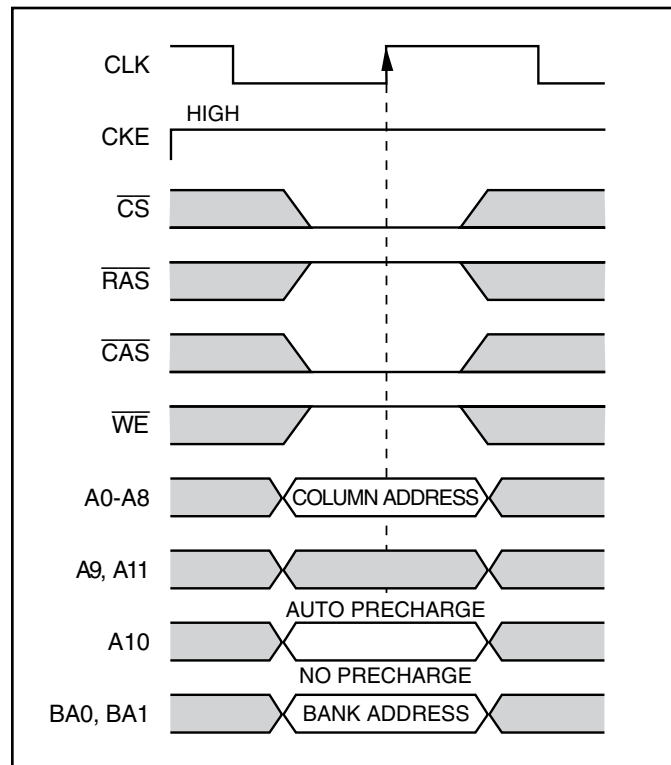 CLK
HIGH
CKE
CS
RAS
CAS
WE
A0-A8
COLUMN ADDRESS
A9, A11
AUTO PRECHARGE
A10
NO PRECHARGE
BA0, BA1
BANK ADDRESS